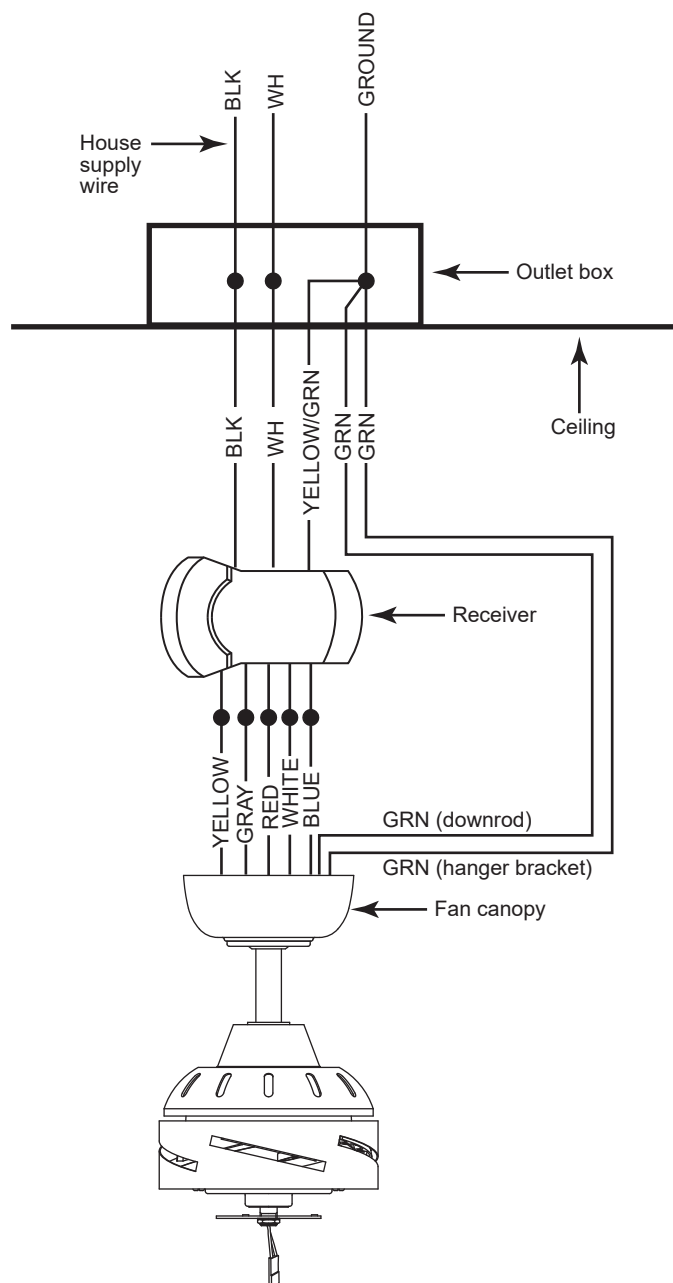 BLK
WH
GROUND
House
supply
wire
Outlet box
Ceiling
BLK
WH
YELLOW/GRN
GRN
GRN
Receiver
YELLOW
GRAY
RED
WHITE
BLUE
GRN (downrod)
GRN (hanger bracket)
Fan canopy